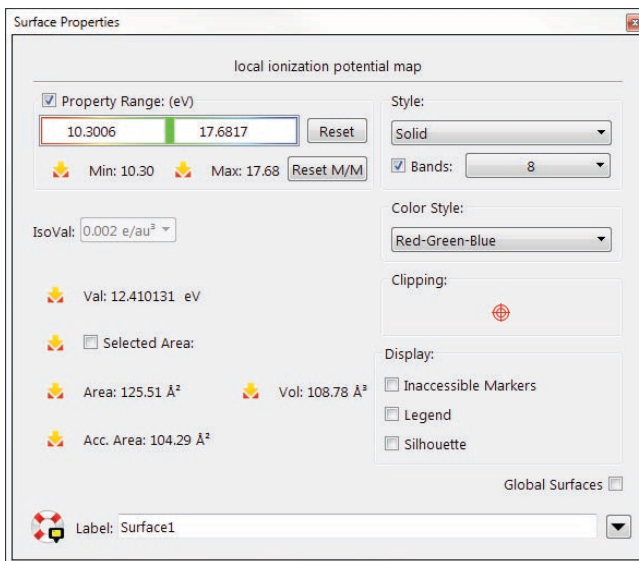 Surface Properties
local ionization potential map
Property Range: (eV)
10.3006 17.6817 Reset
Min: 10.30 Max: 17.68 Reset M/M
Style:
Solid
Bands: 8
IsoVal: 0.002 e/au³
Color Style:
Red-Green-Blue
Val: 12.410131 eV
Clipping:
Selected Area:
Area: 125.51 Å² Vol: 108.78 Å³
Acc. Area: 104.29 Å²
Display:
Inaccessible Markers
Legend
Silhouette
Global Surfaces
Label: Surface1